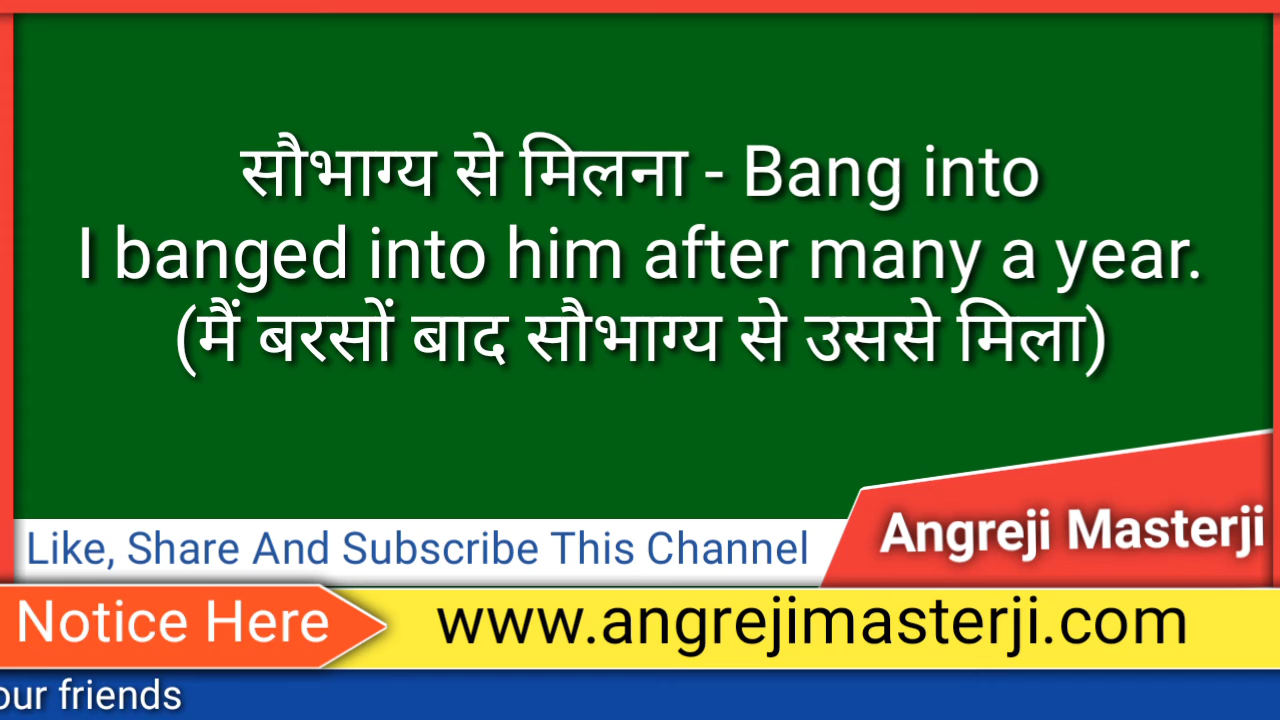 सौभाग्य से मिलना - Bang into
I banged into him after many a year.
(मैं बरसों बाद सौभाग्य से उससे मिला)
Angreji Masterji
Like, Share And Subscribe This Channel
Notice Here
www.angrejimasterji.com
friends